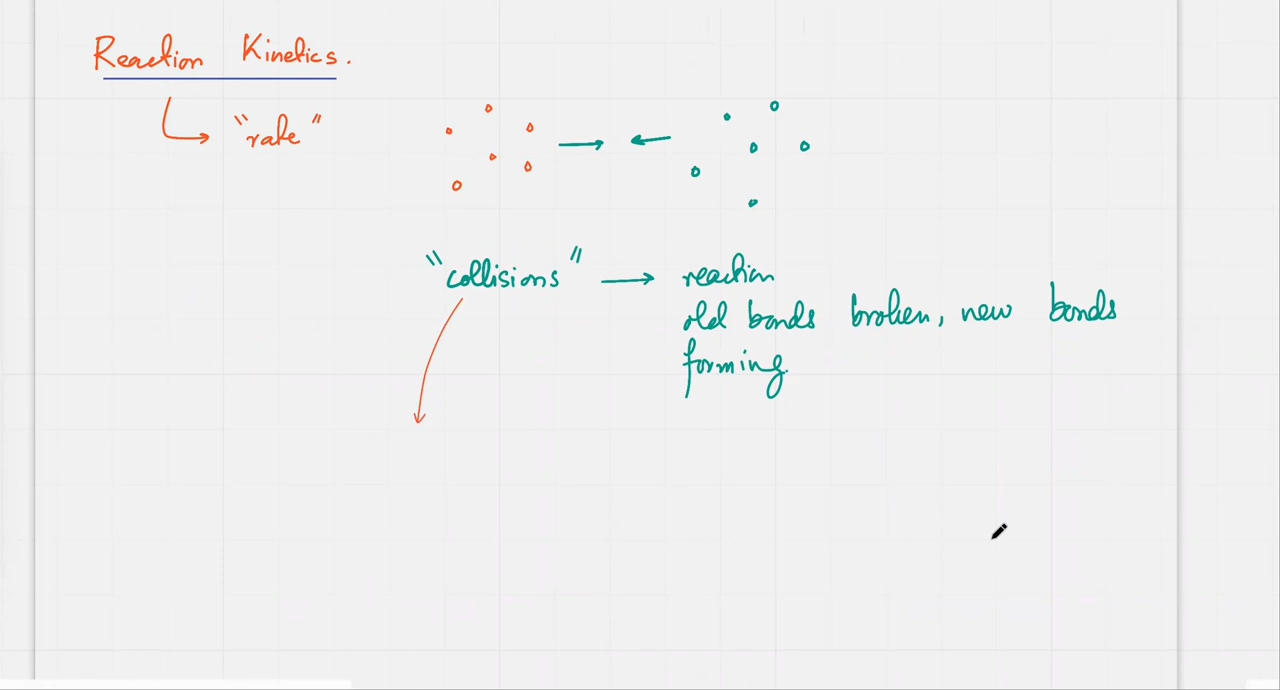 Reaction Kinetics.
"rate"
"collisions" → reaction
old bonds broken, new bonds
forming.